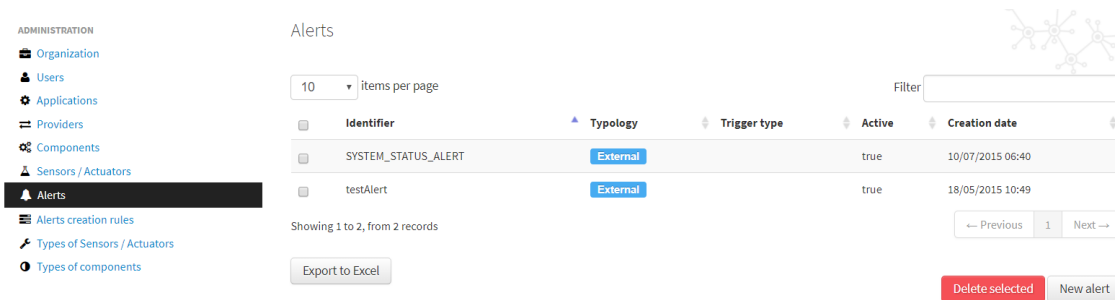 ADMINISTRATION
Organization
Users
Applications
Providers
Components
Sensors / Actuators
Alerts
Alerts creation rules
Types of Sensors / Actuators
Types of components
Alerts
10 items per page
Filter
Identifier Typology Trigger type Active Creation date
SYSTEM_STATUS_ALERT External true 10/07/2015 06:40
testAlert External true 18/05/2015 10:49
Showing 1 to 2, from 2 records
← Previous 1 Next →
Export to Excel
Delete selected New alert